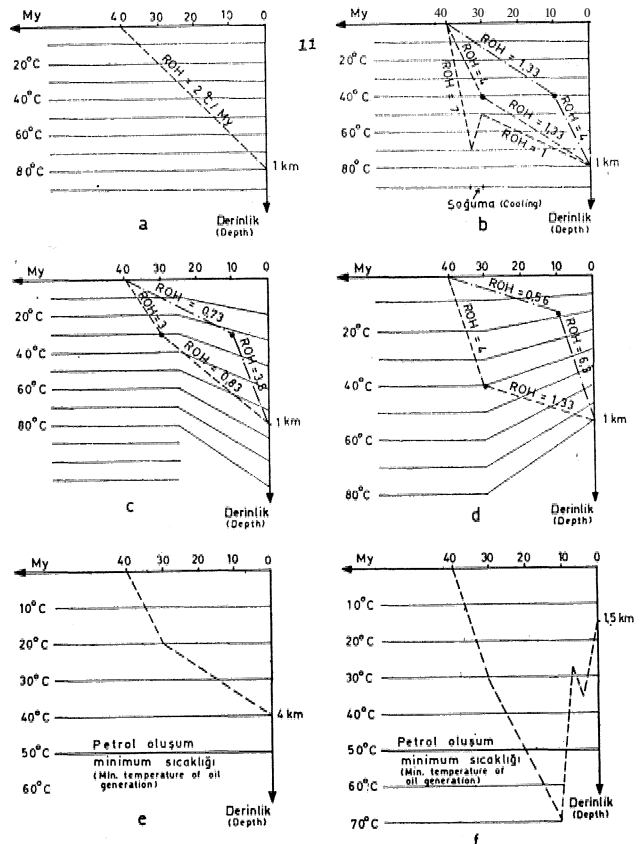 My 40 30 20 10 0
20°C
40°C
60°C
80°C
ROH = 2 °C / My
1 km
Derinlik
(Depth)
a
11
My 40 30 20 10 0
20°C
40°C
60°C
80°C
ROH = 1,33
ROH = 4
ROH = 7
ROH = 1,33
ROH = 4
ROH = 1
1 km
Soğuma (Cooling)
Derinlik
(Depth)
b
My 40 30 20 10 0
20°C
40°C
60°C
80°C
ROH = 0,73
ROH = 3
ROH = 0,83
ROH = 3,8
1 km
Derinlik
(Depth)
c
My 40 30 20 10 0
20°C
40°C
60°C
80°C
ROH = 0,56
ROH = 4
ROH = 6,3
ROH = 1,33
1 km
Derinlik
(Depth)
d
My 40 30 20 10 0
10°C
20°C
30°C
40°C
50°C
60°C
4 km
Petrol oluşum
minimum sıcaklığı
(Min. temperature of oil
generation)
Derinlik
(Depth)
e
My 40 30 20 10 0
10°C
20°C
30°C
40°C
50°C
60°C
70°C
1,5 km
Petrol oluşum
minimum sıcaklığı
(Min. temperature of
oil generation)
Derinlik
(Depth)
f